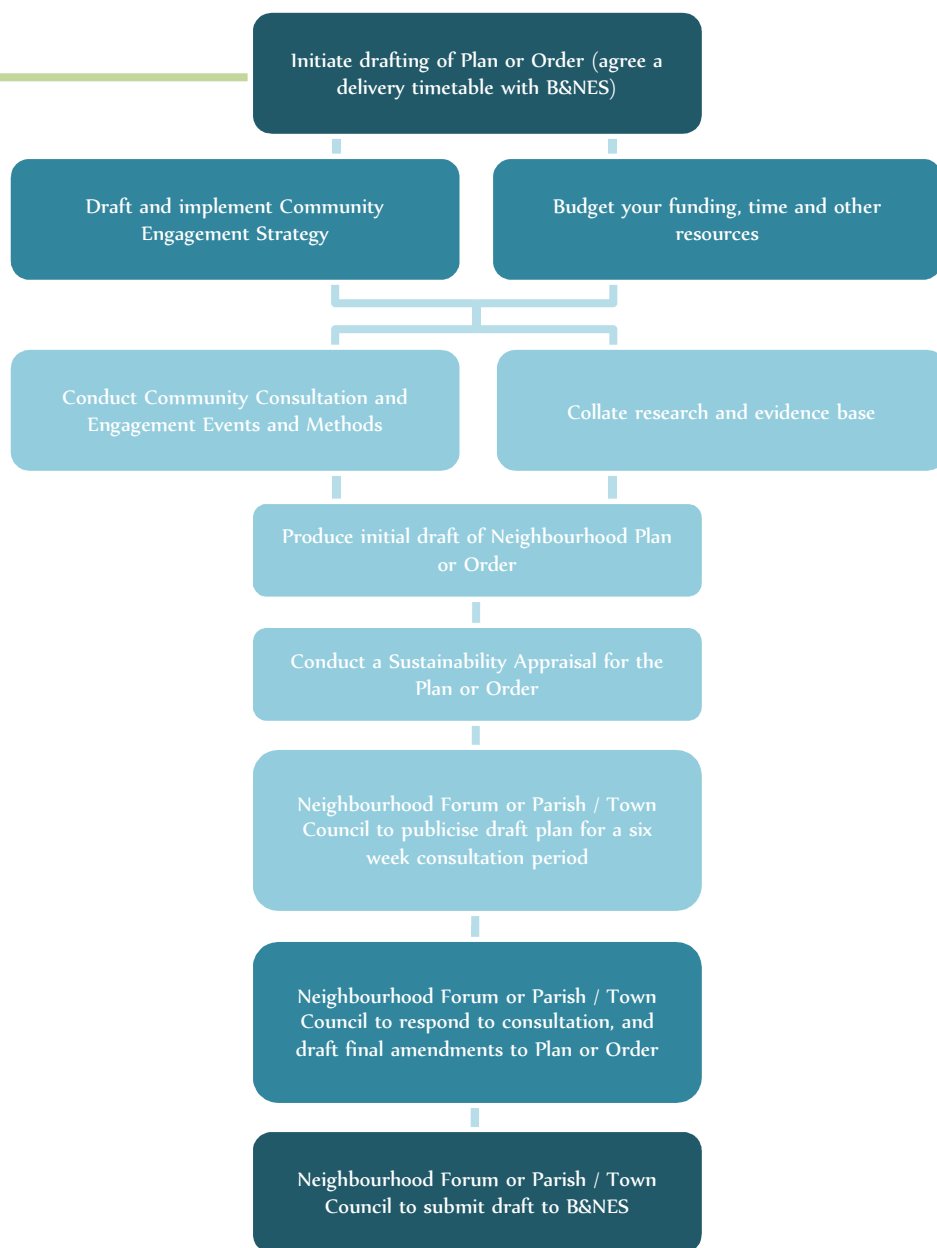 Initiate drafting of Plan or Order (agree a
delivery timetable with B&NES)
Draft and implement Community
Engagement Strategy
Budget your funding, time and other
resources
Conduct Community Consultation and
Engagement Events and Methods
Collate research and evidence base
Produce initial draft of Neighbourhood Plan
or Order
Conduct a Sustainability Appraisal for the
Plan or Order
Neighbourhood Forum or Parish / Town
Council to publicise draft plan for a six
week consultation period
Neighbourhood Forum or Parish / Town
Council to respond to consultation, and
draft final amendments to Plan or Order
Neighbourhood Forum or Parish / Town
Council to submit draft to B&NES